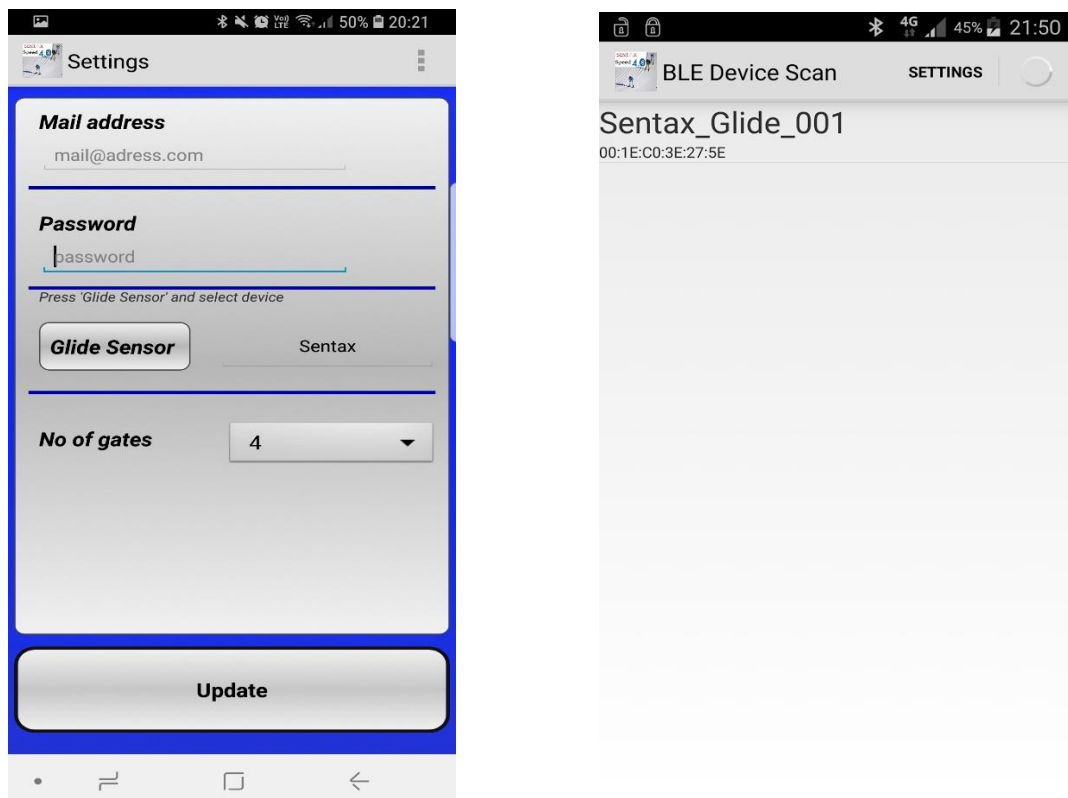 50% 20:21
Settings
Mail address
mail@adress.com
Password
password
Press 'Glide Sensor' and select device
Glide Sensor
Sentax
No of gates
4
Update
4G 45% 21:50
BLE Device Scan
SETTINGS
Sentax_Glide_001
00:1E:C0:3E:27:5E